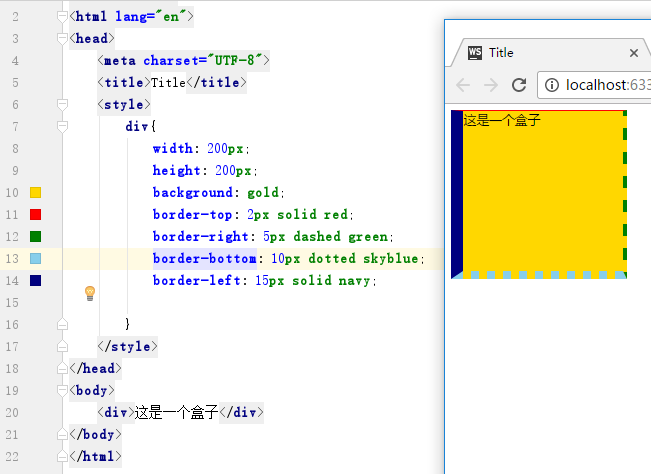 2 <html lang="en">
3 <head>
4 <meta charset="UTF-8">
5 <title>Title</title>
6 <style>
7 div{
8 width: 200px;
9 height: 200px;
10 background: gold;
11 border-top: 2px solid red;
12 border-right: 5px dashed green;
13 border-bottom: 10px dotted skyblue;
14 border-left: 15px solid navy;
15
16 }
17 </style>
18 </head>
19 <body>
20 <div>这是一个盒子</div>
21 </body>
22 </html>
WS Title
localhost:633
这是一个盒子